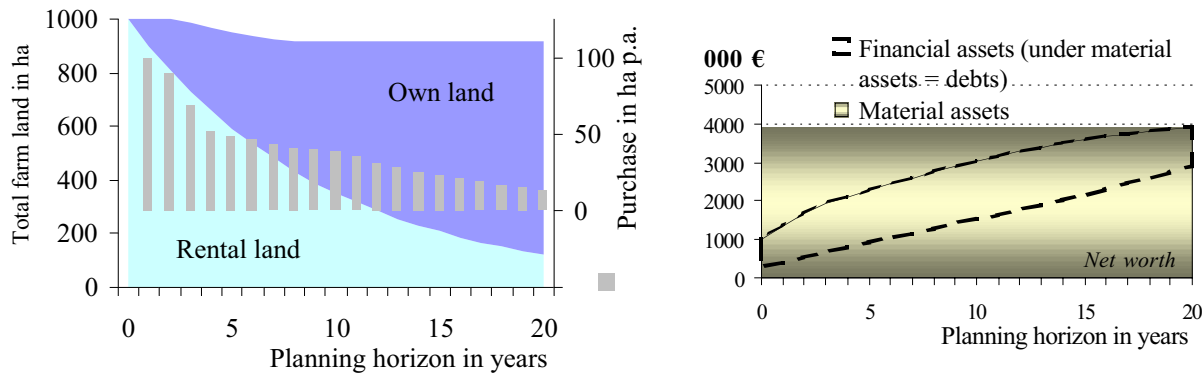 1000
800
600
400
200
0
Total farm land in ha
Own land
Rental land
100
50
0
Purchase in ha p.a.
0 5 10 15 20
Planning horizon in years
000 €
Financial assets (under material
assets = debts)
Material assets
5000
4000
3000
2000
1000
0
Net worth
0 5 10 15 20
Planning horizon in years